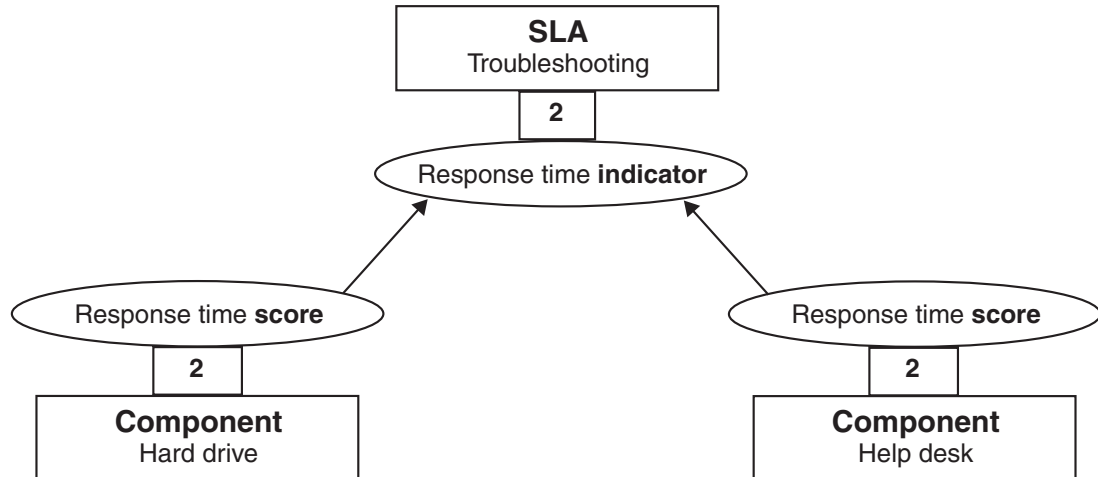 SLA
Troubleshooting
2
Response time indicator
Response time score
2
Component
Hard drive
Response time score
2
Component
Help desk